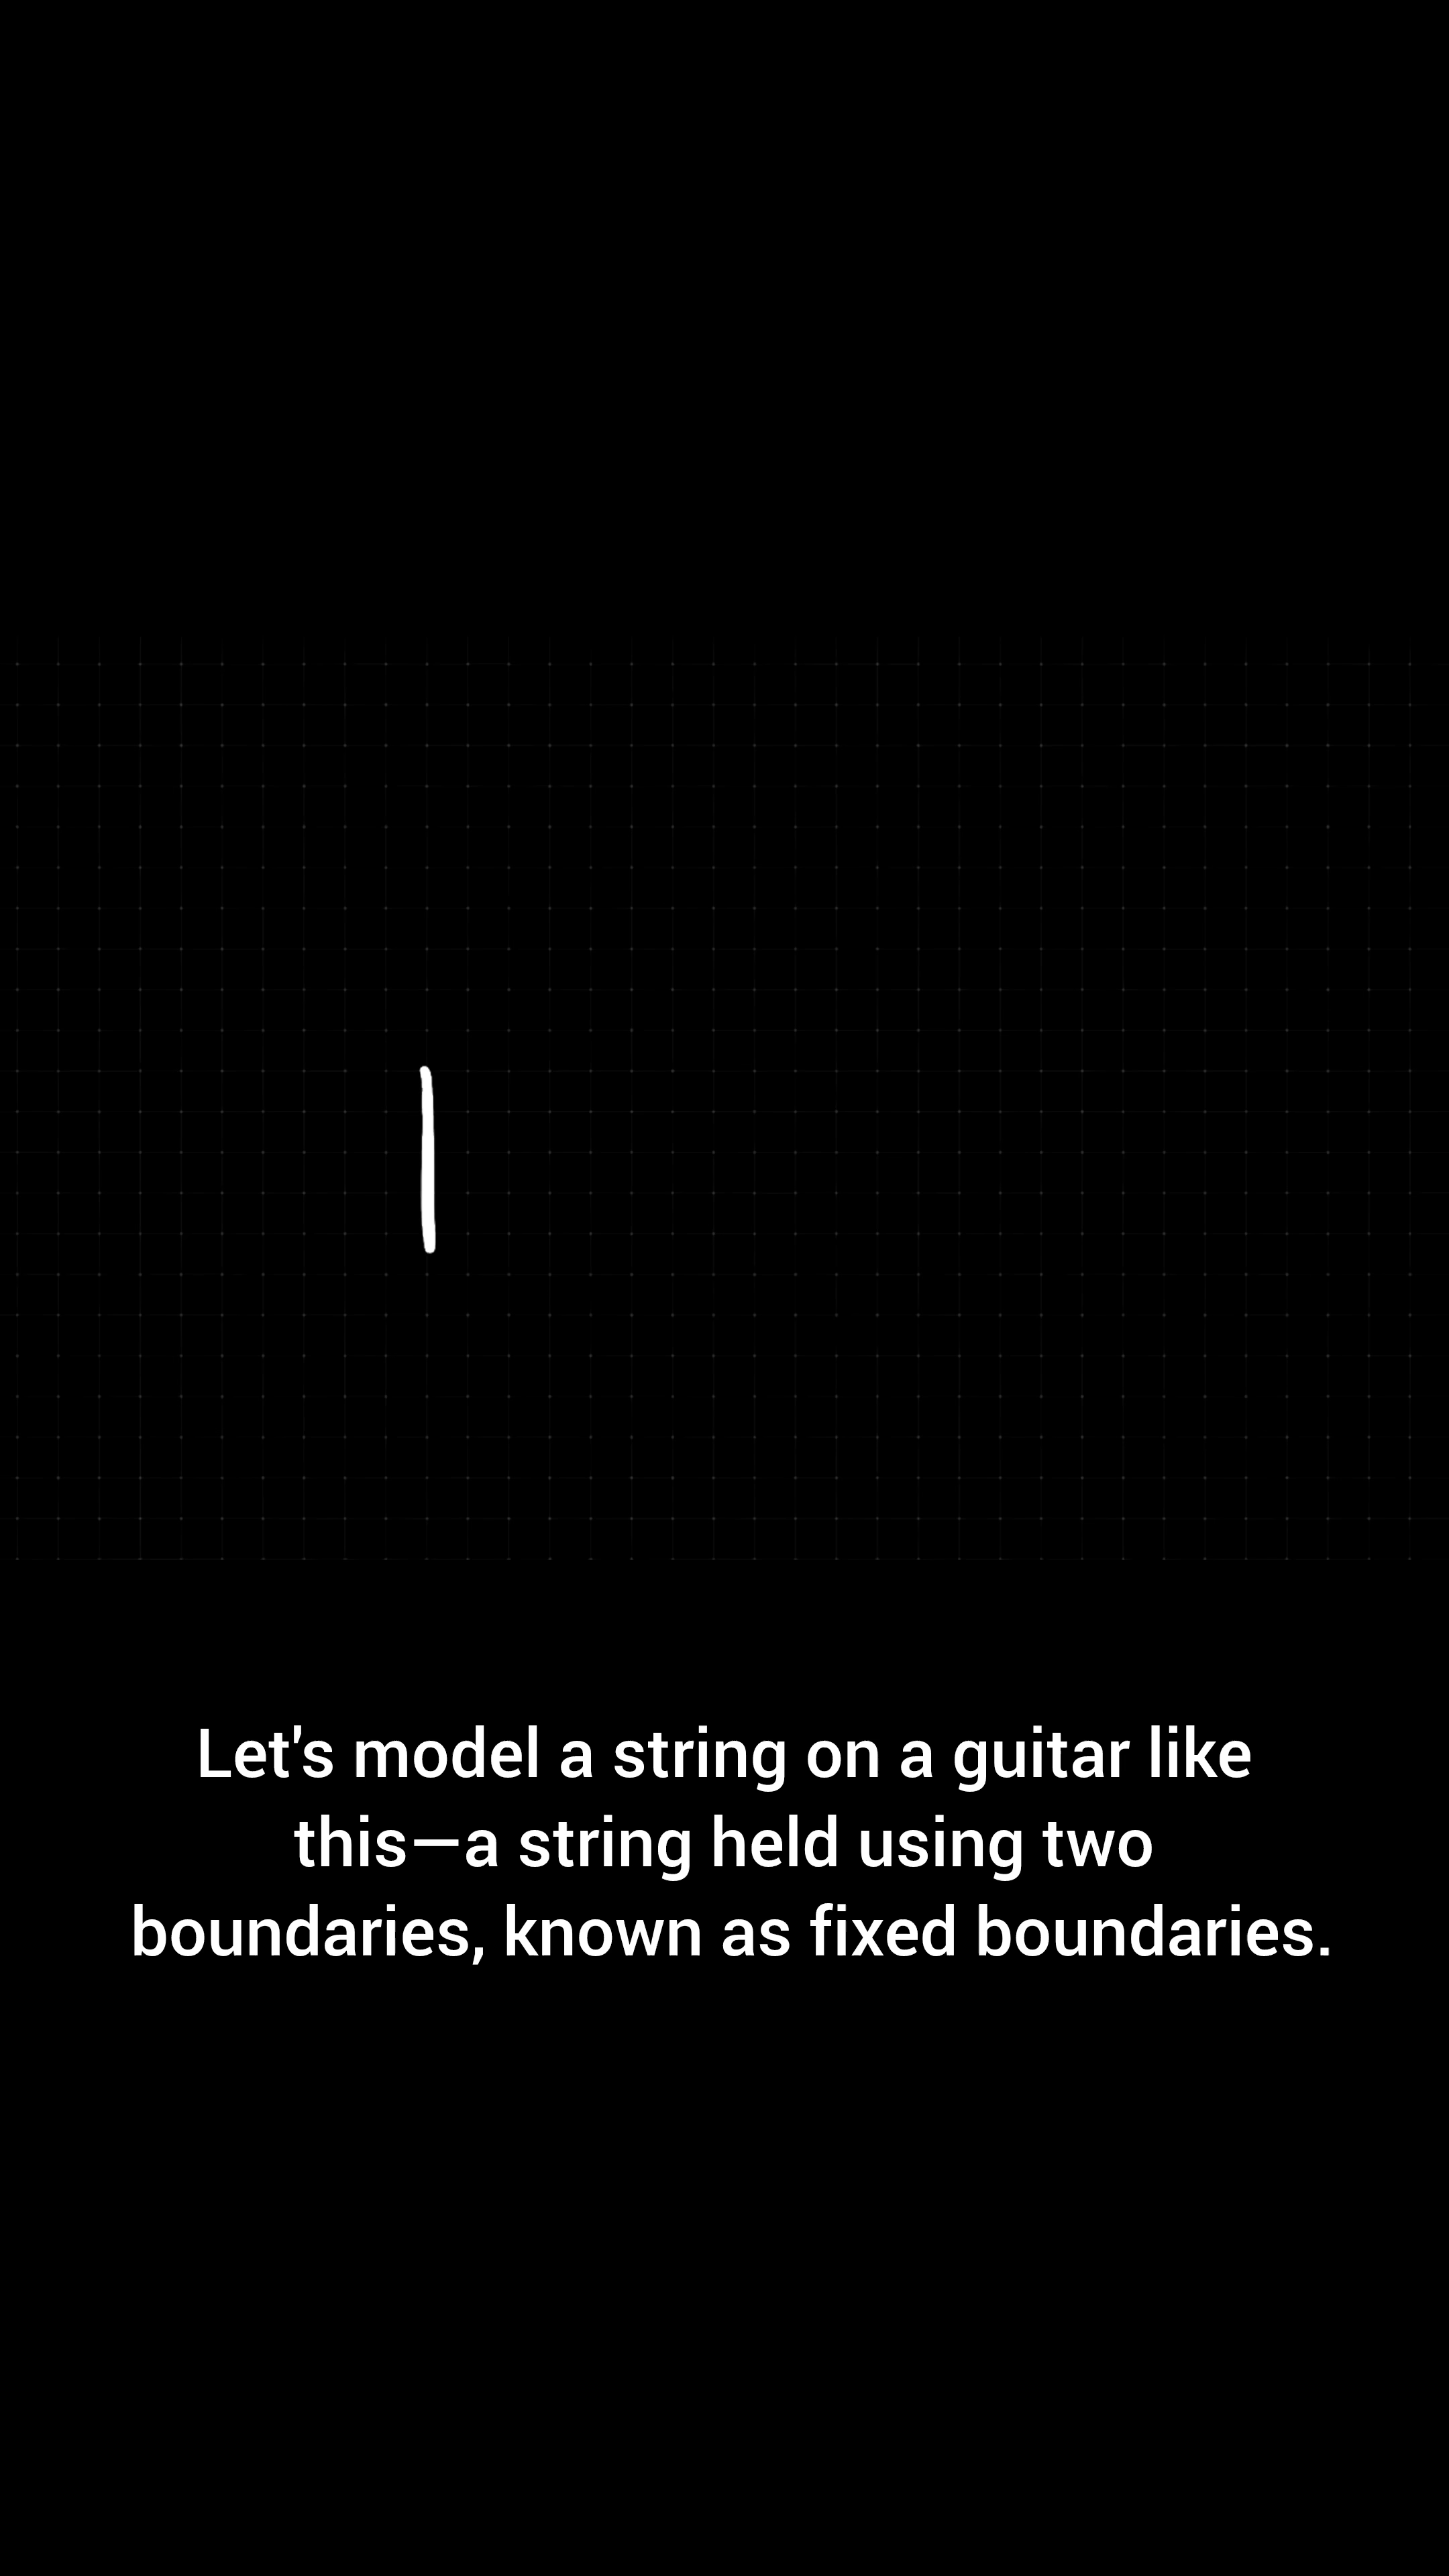 Let's model a string on a guitar like
this—a string held using two
boundaries, known as fixed boundaries.